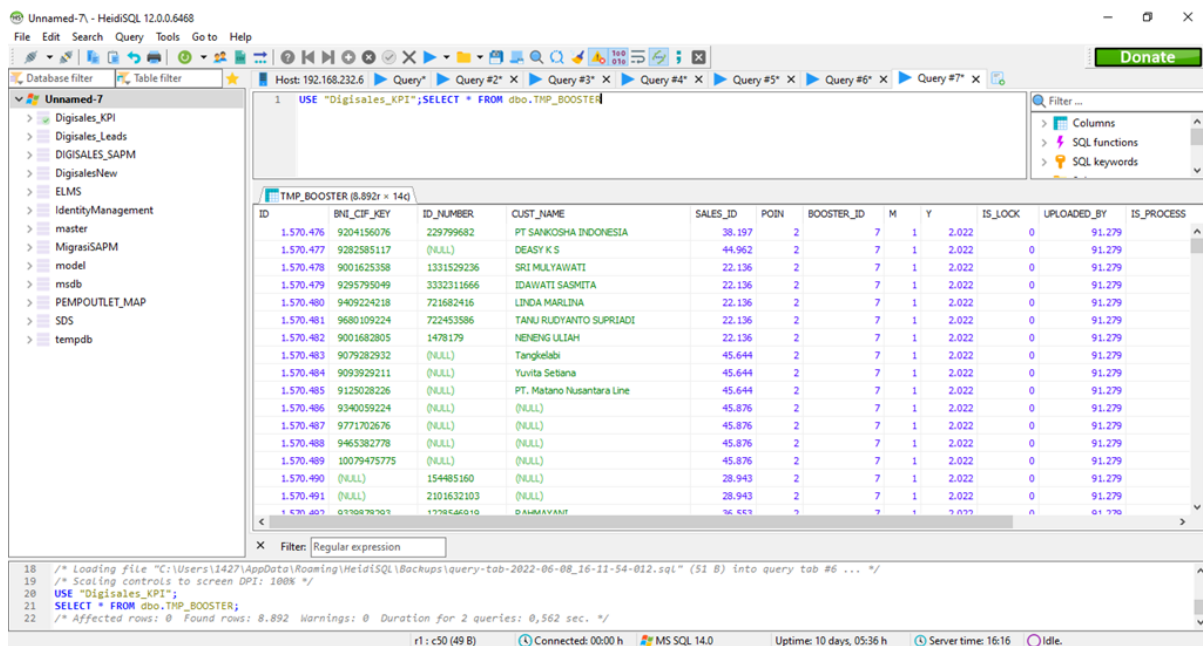 Unnamed-7\ - HeidiSQL 12.0.0.6468
File Edit Search Query Tools Go to Help
Donate
Database filter Table filter Host: 192.168.232.6 Query* Query #2* X Query #3* X Query #4* X Query #5* X Query #6* X Query #7* X
Unnamed-7
Digisales_KPI
Digisales_Leads
DIGISALES_SAPM
DigisalesNew
ELMS
IdentityManagement
master
MigrasiSAPM
model
msdb
PEMPOUTLET_MAP
SDS
tempdb
1 USE "Digisales_KPI";SELECT * FROM dbo.TMP_BOOSTER
Filter ...
Columns
SQL functions
SQL keywords
TMP_BOOSTER (8.892r × 14c)
ID BNI_CIF_KEY ID_NUMBER CUST_NAME SALES_ID POIN BOOSTER_ID M Y IS_LOCK UPLOADED_BY IS_PROCESS
1.570.476 9204156076 229799682 PT SANKOSHA INDONESIA 38.197 2 7 1 2.022 0 91.279
1.570.477 9282585117 (NULL) DEASY K S 44.962 2 7 1 2.022 0 91.279
1.570.478 9001625358 1331529236 SRI MULYAWATI 22.136 2 7 1 2.022 0 91.279
1.570.479 9295795049 3332311666 IDAWATI SASMITA 22.136 2 7 1 2.022 0 91.279
1.570.480 9409224218 721682416 LINDA MARLINA 22.136 2 7 1 2.022 0 91.279
1.570.481 9680109224 722453586 TANU RUDYANTO SUPRIADI 22.136 2 7 1 2.022 0 91.279
1.570.482 9001682805 1478179 NENENG ULIAH 22.136 2 7 1 2.022 0 91.279
1.570.483 9079282932 (NULL) Tangkelabi 45.644 2 7 1 2.022 0 91.279
1.570.484 9093929211 (NULL) Yuvita Setiana 45.644 2 7 1 2.022 0 91.279
1.570.485 9125028226 (NULL) PT. Matano Nusantara Line 45.644 2 7 1 2.022 0 91.279
1.570.486 9340059224 (NULL) (NULL) 45.876 2 7 1 2.022 0 91.279
1.570.487 9771702676 (NULL) (NULL) 45.876 2 7 1 2.022 0 91.279
1.570.488 9465382778 (NULL) (NULL) 45.876 2 7 1 2.022 0 91.279
1.570.489 10079475775 (NULL) (NULL) 45.876 2 7 1 2.022 0 91.279
1.570.490 (NULL) 154485160 (NULL) 28.943 2 7 1 2.022 0 91.279
1.570.491 (NULL) 2101632103 (NULL) 28.943 2 7 1 2.022 0 91.279
1.570.492 9339878293 1228546919 RAHMAYANI 36.553 2 7 1 2.022 0 91.279
X Filter: Regular expression
18 /* Loading file "C:\Users\1427\AppData\Roaming\HeidiSQL\Backups\query-tab-2022-06-08_16-11-54-012.sql" (51 B) into query tab #6 ... */
19 /* Scaling controls to screen DPI: 100% */
20 USE "Digisales_KPI";
21 SELECT * FROM dbo.TMP_BOOSTER;
22 /* Affected rows: 0 Found rows: 8.892 Warnings: 0 Duration for 2 queries: 0,562 sec. */
r1 : c50 (49 B) Connected: 00:00 h MS SQL 14.0 Uptime: 10 days, 05:36 h Server time: 16:16 Idle.